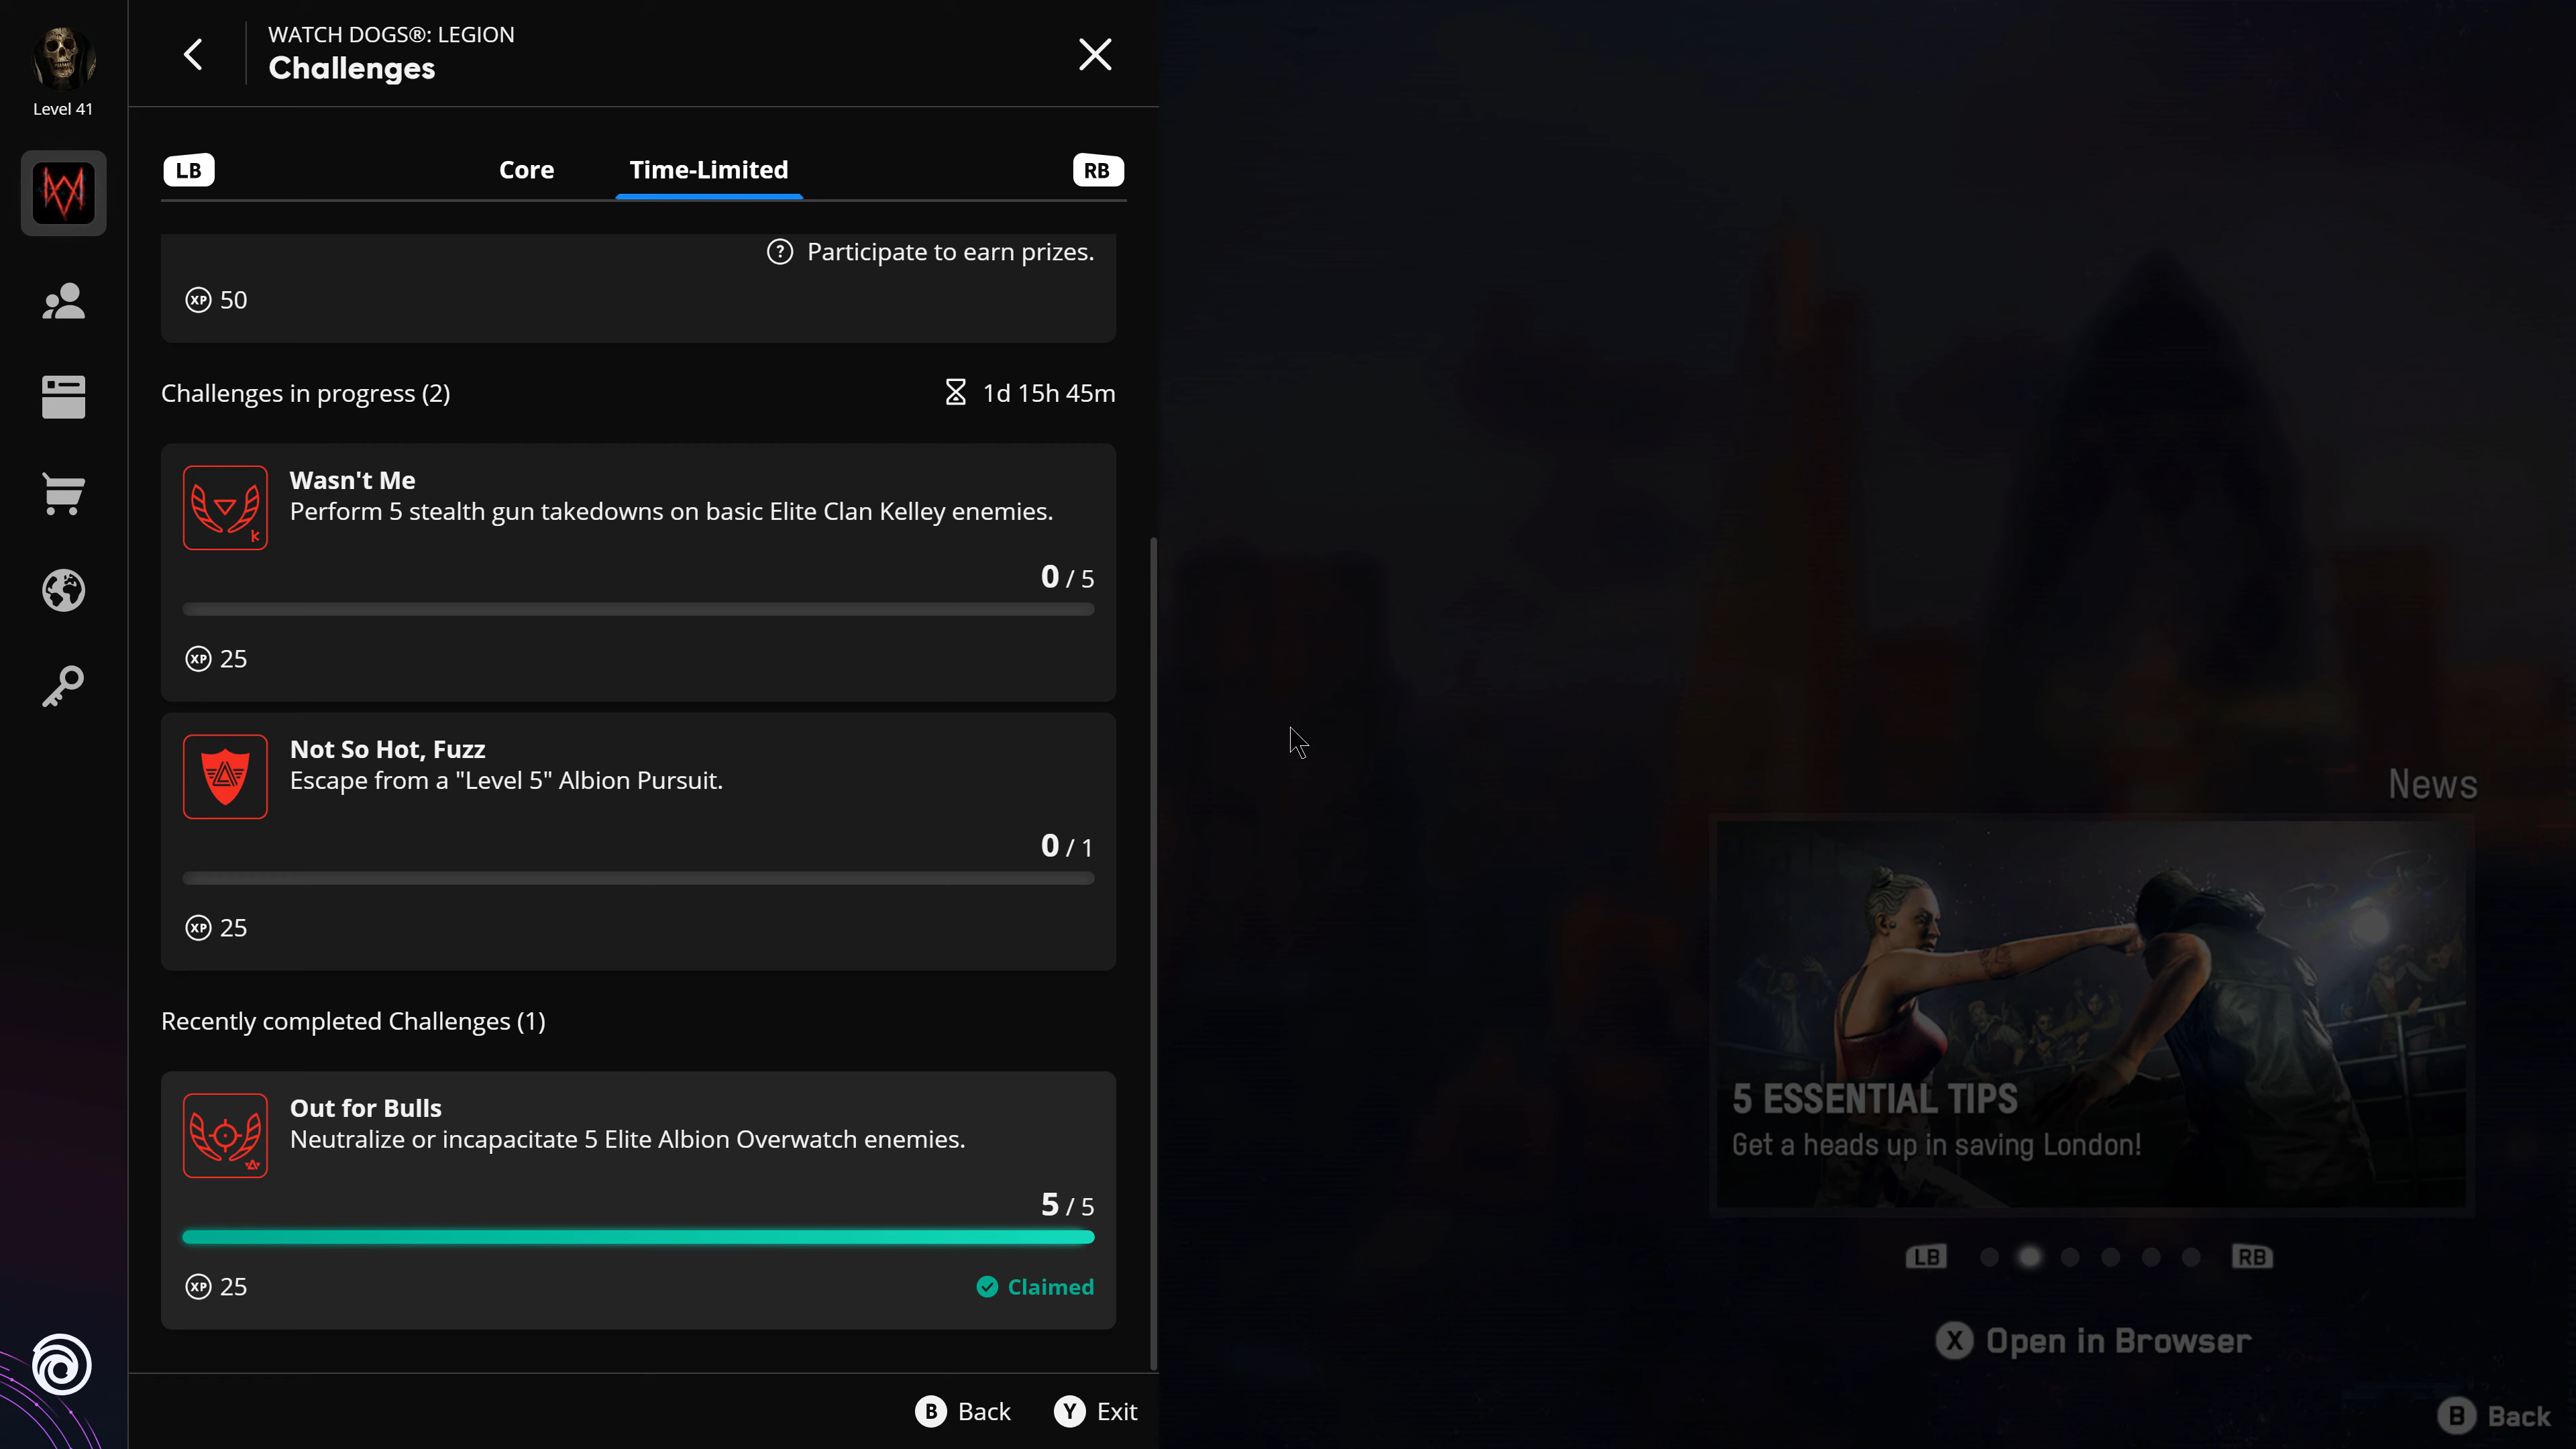 Level 41
WATCH DOGS®: LEGION
Challenges
LB
Core
Time-Limited
RB
Participate to earn prizes.
XP 50
Challenges in progress (2)
1d 15h 45m
Wasn't Me
Perform 5 stealth gun takedowns on basic Elite Clan Kelley enemies.
0 / 5
XP 25
Not So Hot, Fuzz
Escape from a "Level 5" Albion Pursuit.
0 / 1
XP 25
Recently completed Challenges (1)
Out for Bulls
Neutralize or incapacitate 5 Elite Albion Overwatch enemies.
5 / 5
XP 25
Claimed
B Back
Y Exit
News
5 ESSENTIAL TIPS
Get a heads up in saving London!
LB
RB
X Open in Browser
B Back